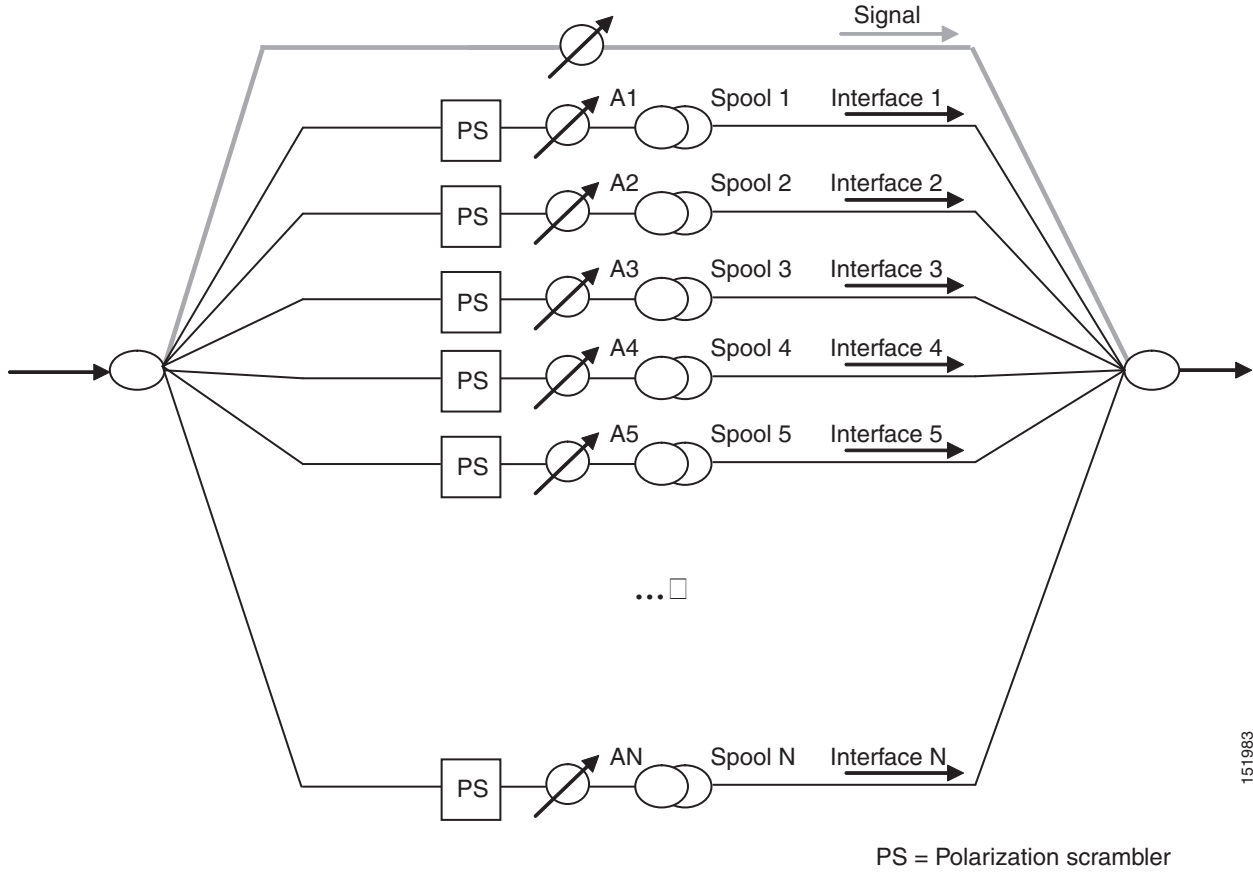 Signal
PS A1 Spool 1 Interface 1
PS A2 Spool 2 Interface 2
PS A3 Spool 3 Interface 3
PS A4 Spool 4 Interface 4
PS A5 Spool 5 Interface 5
...□
PS AN Spool N Interface N
151983
PS = Polarization scrambler